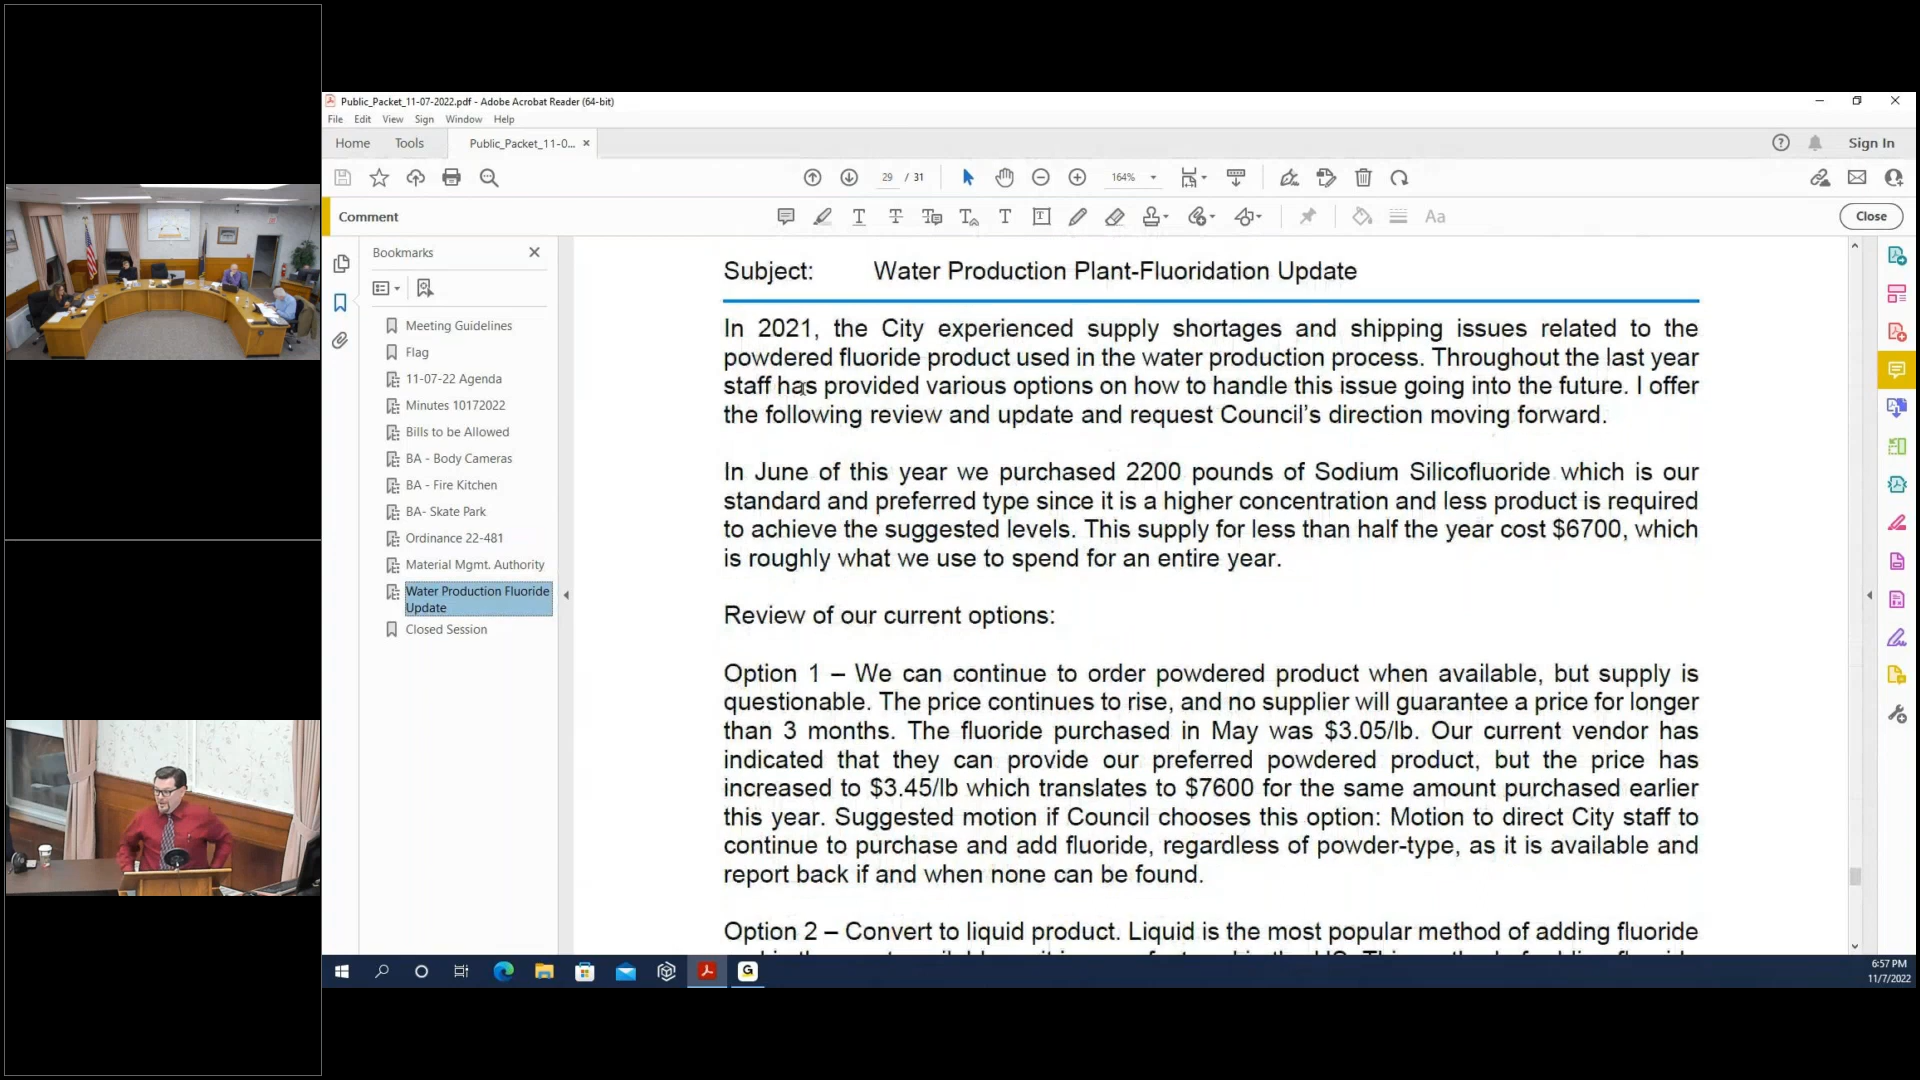 Public_Packet_11-07-2022.pdf - Adobe Acrobat Reader (64-bit)
File Edit View Sign Window Help
Home Tools Public_Packet_11-0... Sign In
29 / 31 164%
Comment Close
Bookmarks
Meeting Guidelines
Flag
11-07-22 Agenda
Minutes 10172022
Bills to be Allowed
BA - Body Cameras
BA - Fire Kitchen
BA- Skate Park
Ordinance 22-481
Material Mgmt. Authority
Water Production Fluoride
Update
Closed Session
Subject: Water Production Plant-Fluoridation Update
In 2021, the City experienced supply shortages and shipping issues related to the
powdered fluoride product used in the water production process. Throughout the last year
staff has provided various options on how to handle this issue going into the future. I offer
the following review and update and request Council's direction moving forward.
In June of this year we purchased 2200 pounds of Sodium Silicofluoride which is our
standard and preferred type since it is a higher concentration and less product is required
to achieve the suggested levels. This supply for less than half the year cost $6700, which
is roughly what we use to spend for an entire year.
Review of our current options:
Option 1 – We can continue to order powdered product when available, but supply is
questionable. The price continues to rise, and no supplier will guarantee a price for longer
than 3 months. The fluoride purchased in May was $3.05/lb. Our current vendor has
indicated that they can provide our preferred powdered product, but the price has
increased to $3.45/lb which translates to $7600 for the same amount purchased earlier
this year. Suggested motion if Council chooses this option: Motion to direct City staff to
continue to purchase and add fluoride, regardless of powder-type, as it is available and
report back if and when none can be found.
Option 2 – Convert to liquid product. Liquid is the most popular method of adding fluoride
6:57 PM
11/7/2022